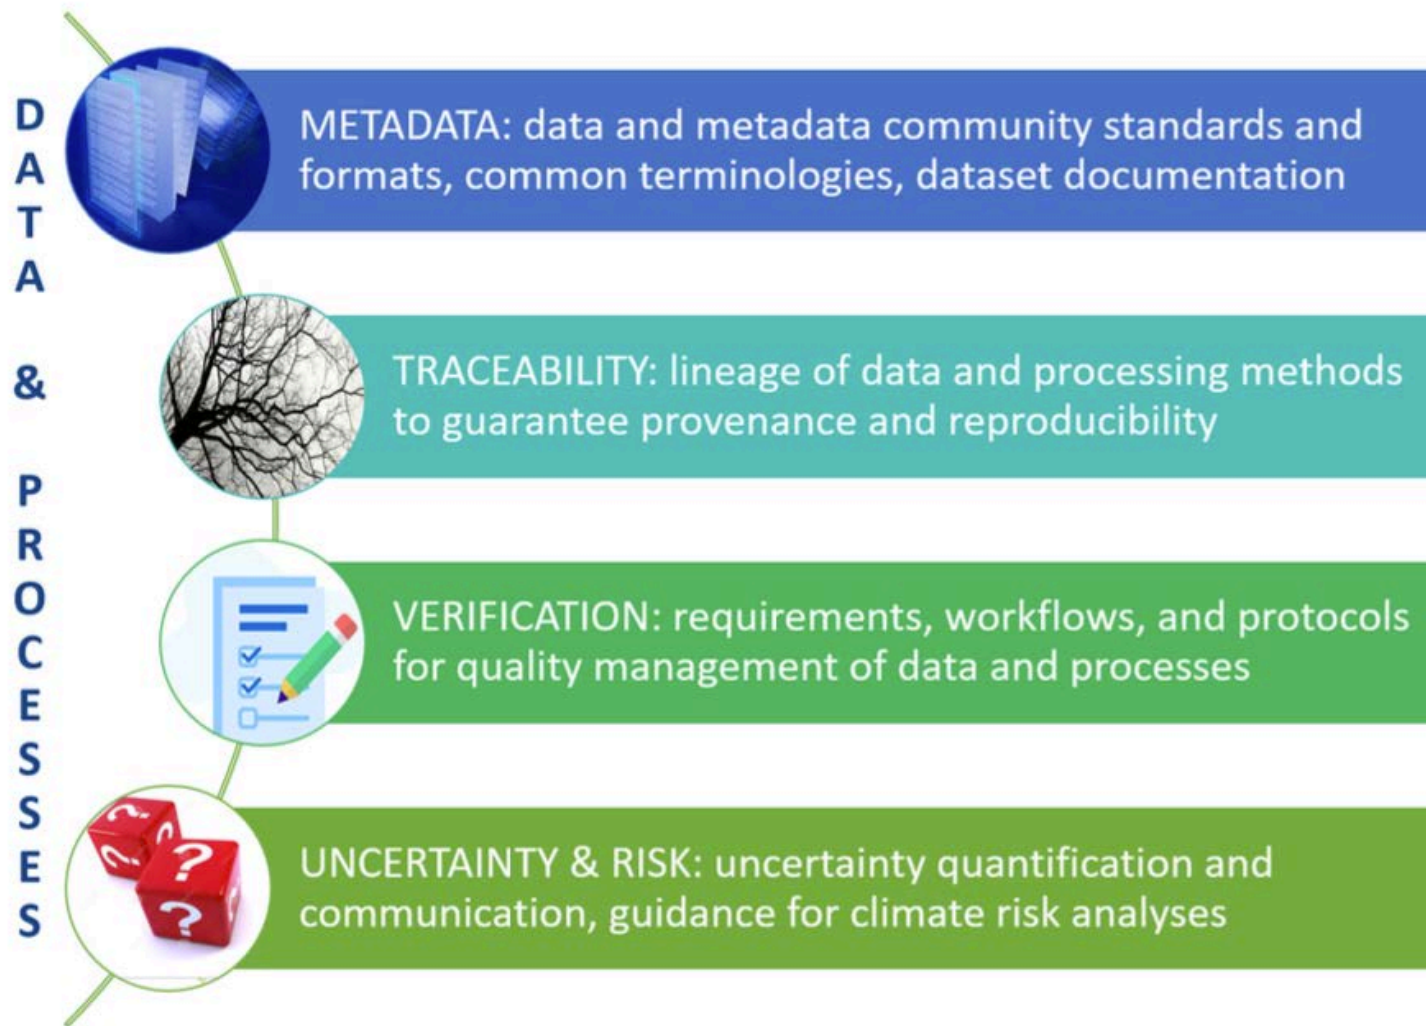 DATA & PROCESSES
METADATA: data and metadata community standards and
formats, common terminologies, dataset documentation
TRACEABILITY: lineage of data and processing methods
to guarantee provenance and reproducibility
VERIFICATION: requirements, workflows, and protocols
for quality management of data and processes
UNCERTAINTY & RISK: uncertainty quantification and
communication, guidance for climate risk analyses
? ? ?
? ?
?